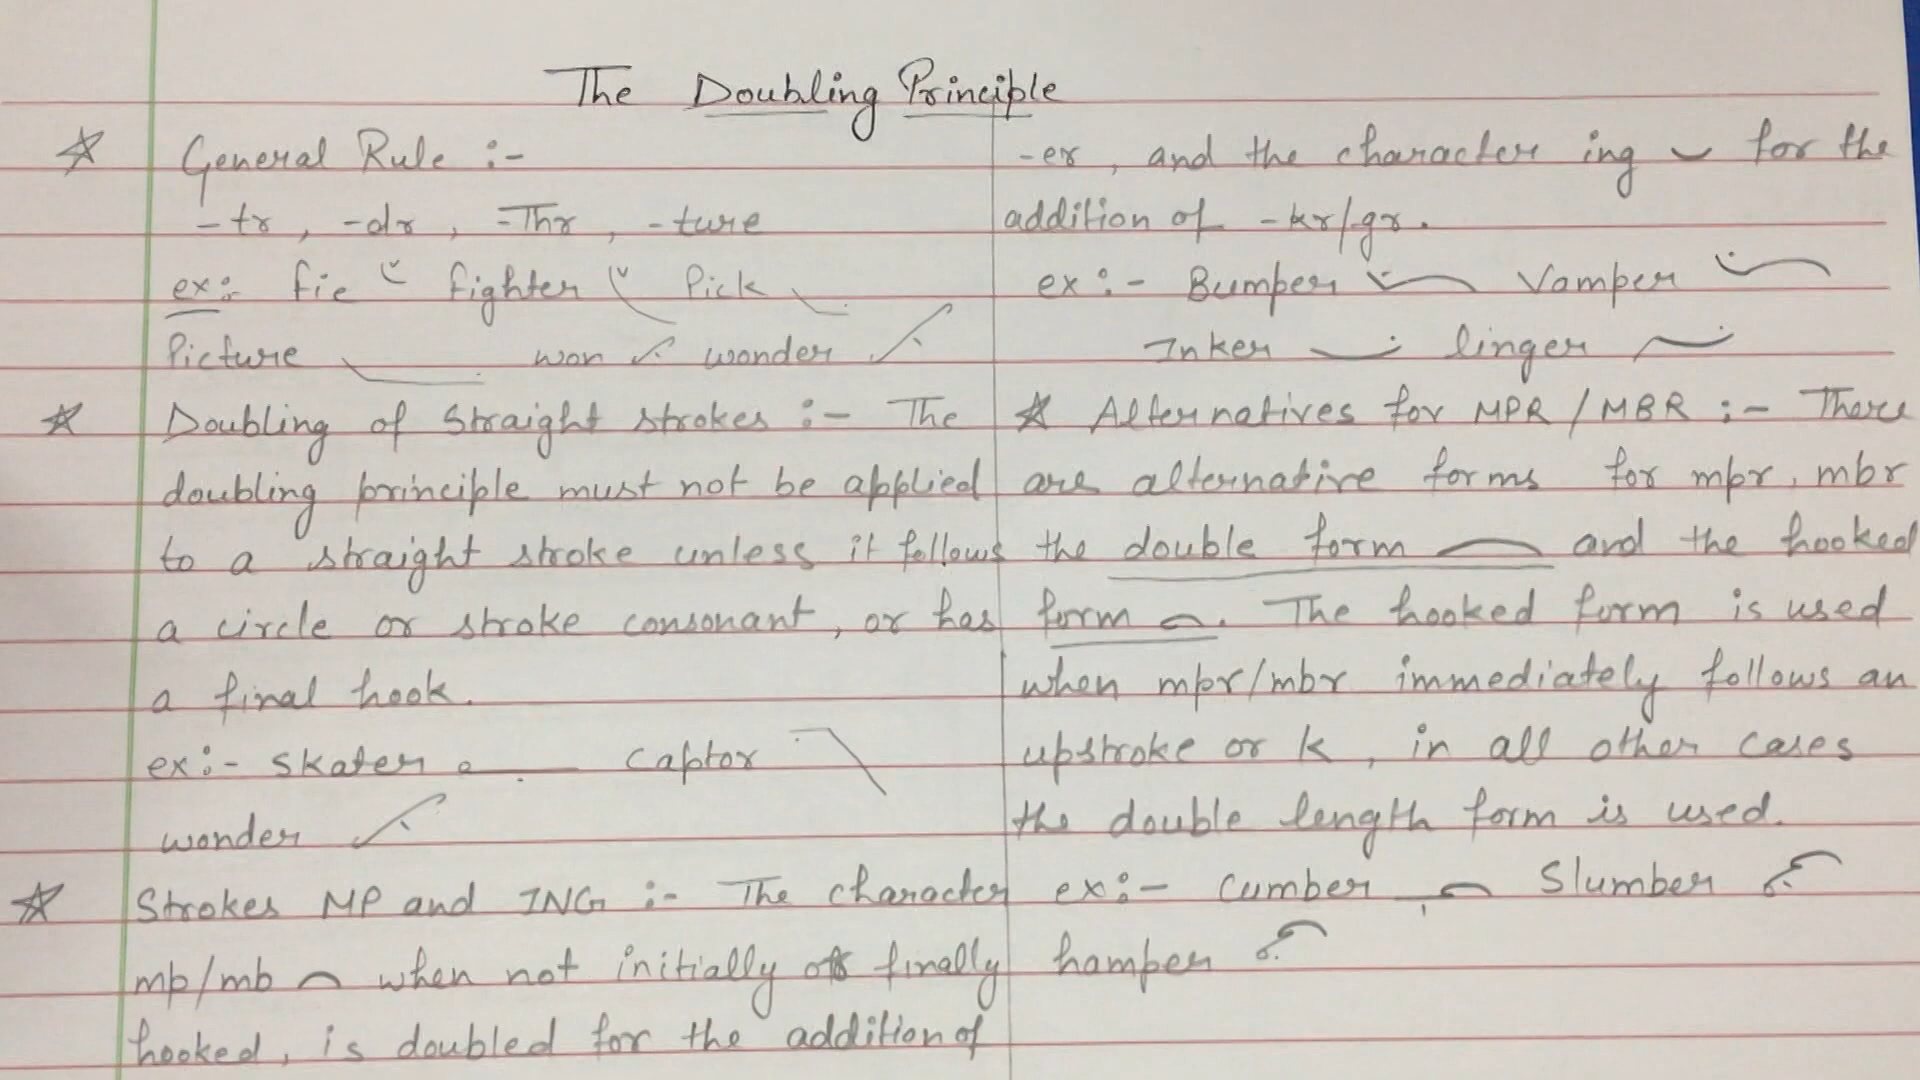 The Doubling Principle
☆ General Rule :-
-tr, -dr, -Thr, -ture
ex:- fie fighter Pick
Picture won wonder
☆ Doubling of Straight strokes :- The
doubling principle must not be applied
to a straight stroke unless it follows
a circle or stroke consonant, or has
a final hook.
ex:- skater captor
wonder
☆ Strokes MP and ING :- The character
mp/mb when not initially or finally
hooked, is doubled for the addition of
-er, and the character ing for the
addition of -kr/gr.
ex:- Bumper Vamper
Inker linger
☆ Alternatives for MPR/MBR :- There
are alternative forms for mpr, mbr
the double form and the hooked
form. The hooked form is used
when mpr/mbr immediately follows an
upstroke or k, in all other cases
the double length form is used.
ex:- Cumber Slumber
hamper